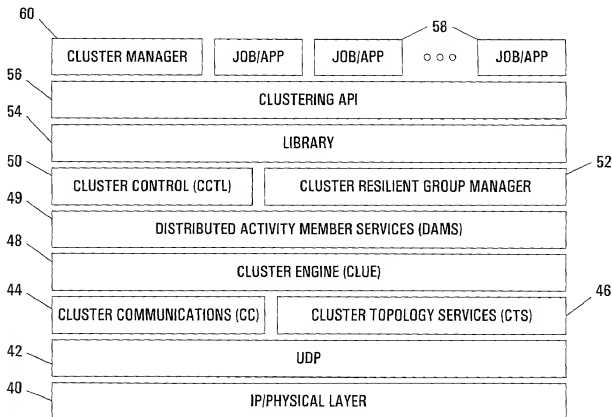 60
58
CLUSTER MANAGER JOB/APP JOB/APP ○ ○ ○ JOB/APP
56
CLUSTERING API
54
LIBRARY
50
52
CLUSTER CONTROL (CCTL) CLUSTER RESILIENT GROUP MANAGER
49
DISTRIBUTED ACTIVITY MEMBER SERVICES (DAMS)
48
CLUSTER ENGINE (CLUE)
44
46
CLUSTER COMMUNICATIONS (CC) CLUSTER TOPOLOGY SERVICES (CTS)
42
UDP
40
IP/PHYSICAL LAYER